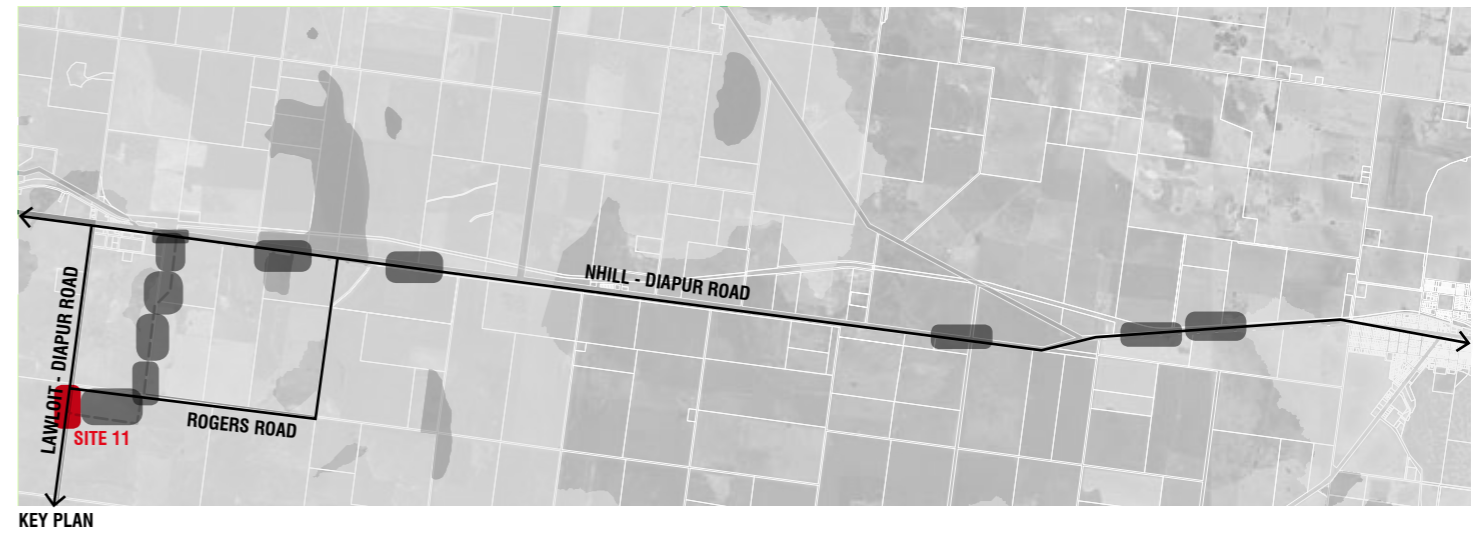 NHILL - DIAPUR ROAD
LAWLOIT - DIAPUR ROAD
ROGERS ROAD
SITE 11
KEY PLAN